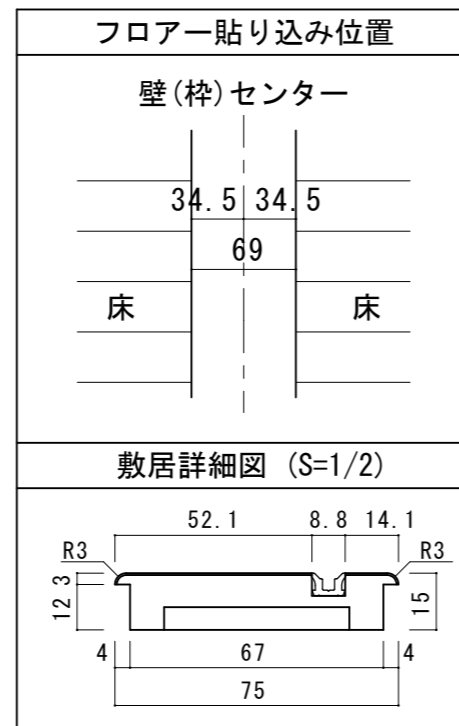 フロアー貼り込み位置
壁(枠)センター
34.5 34.5
69
床 床
敷居詳細図 (S=1/2)
52.1 8.8 14.1
R3 R3
3
12 15
4 67 4
75